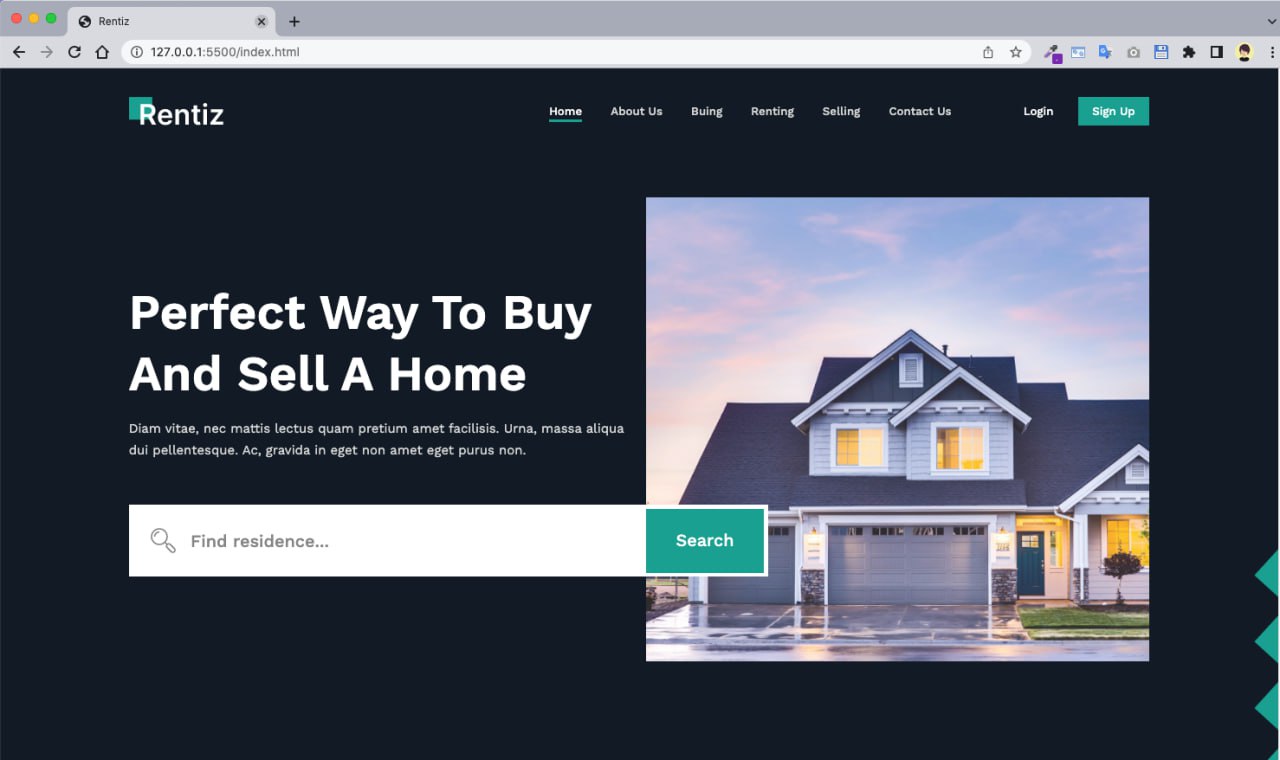 Rentiz
127.0.0.1:5500/index.html
Rentiz
Home About Us Buing Renting Selling Contact Us Login Sign Up
Perfect Way To Buy
And Sell A Home
Diam vitae, nec mattis lectus quam pretium amet facilisis. Urna, massa aliqua
dui pellentesque. Ac, gravida in eget non amet eget purus non.
Find residence...
Search